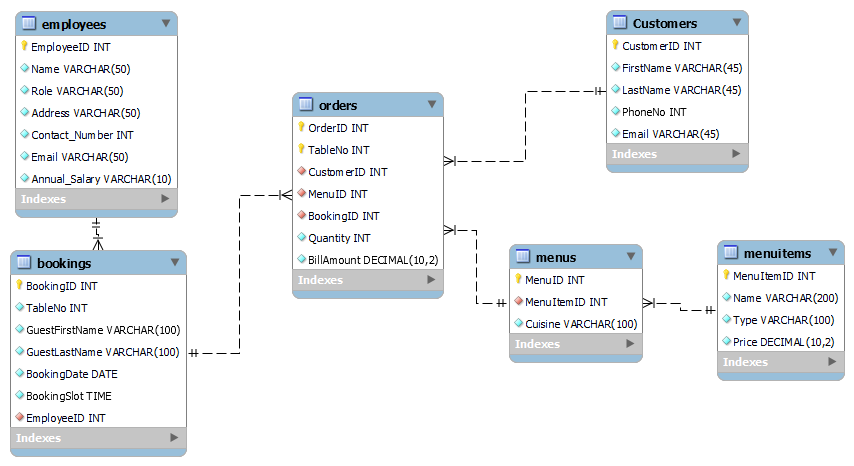 employees
EmployeeID INT
Name VARCHAR(50)
Role VARCHAR(50)
Address VARCHAR(50)
Contact_Number INT
Email VARCHAR(50)
Annual_Salary VARCHAR(10)
Indexes
bookings
BookingID INT
TableNo INT
GuestFirstName VARCHAR(100)
GuestLastName VARCHAR(100)
BookingDate DATE
BookingSlot TIME
EmployeeID INT
Indexes
orders
OrderID INT
TableNo INT
CustomerID INT
MenuID INT
BookingID INT
Quantity INT
BillAmount DECIMAL(10,2)
Indexes
Customers
CustomerID INT
FirstName VARCHAR(45)
LastName VARCHAR(45)
PhoneNo INT
Email VARCHAR(45)
Indexes
menus
MenuID INT
MenuItemID INT
Cuisine VARCHAR(100)
Indexes
menuitems
MenuItemID INT
Name VARCHAR(200)
Type VARCHAR(100)
Price DECIMAL(10,2)
Indexes